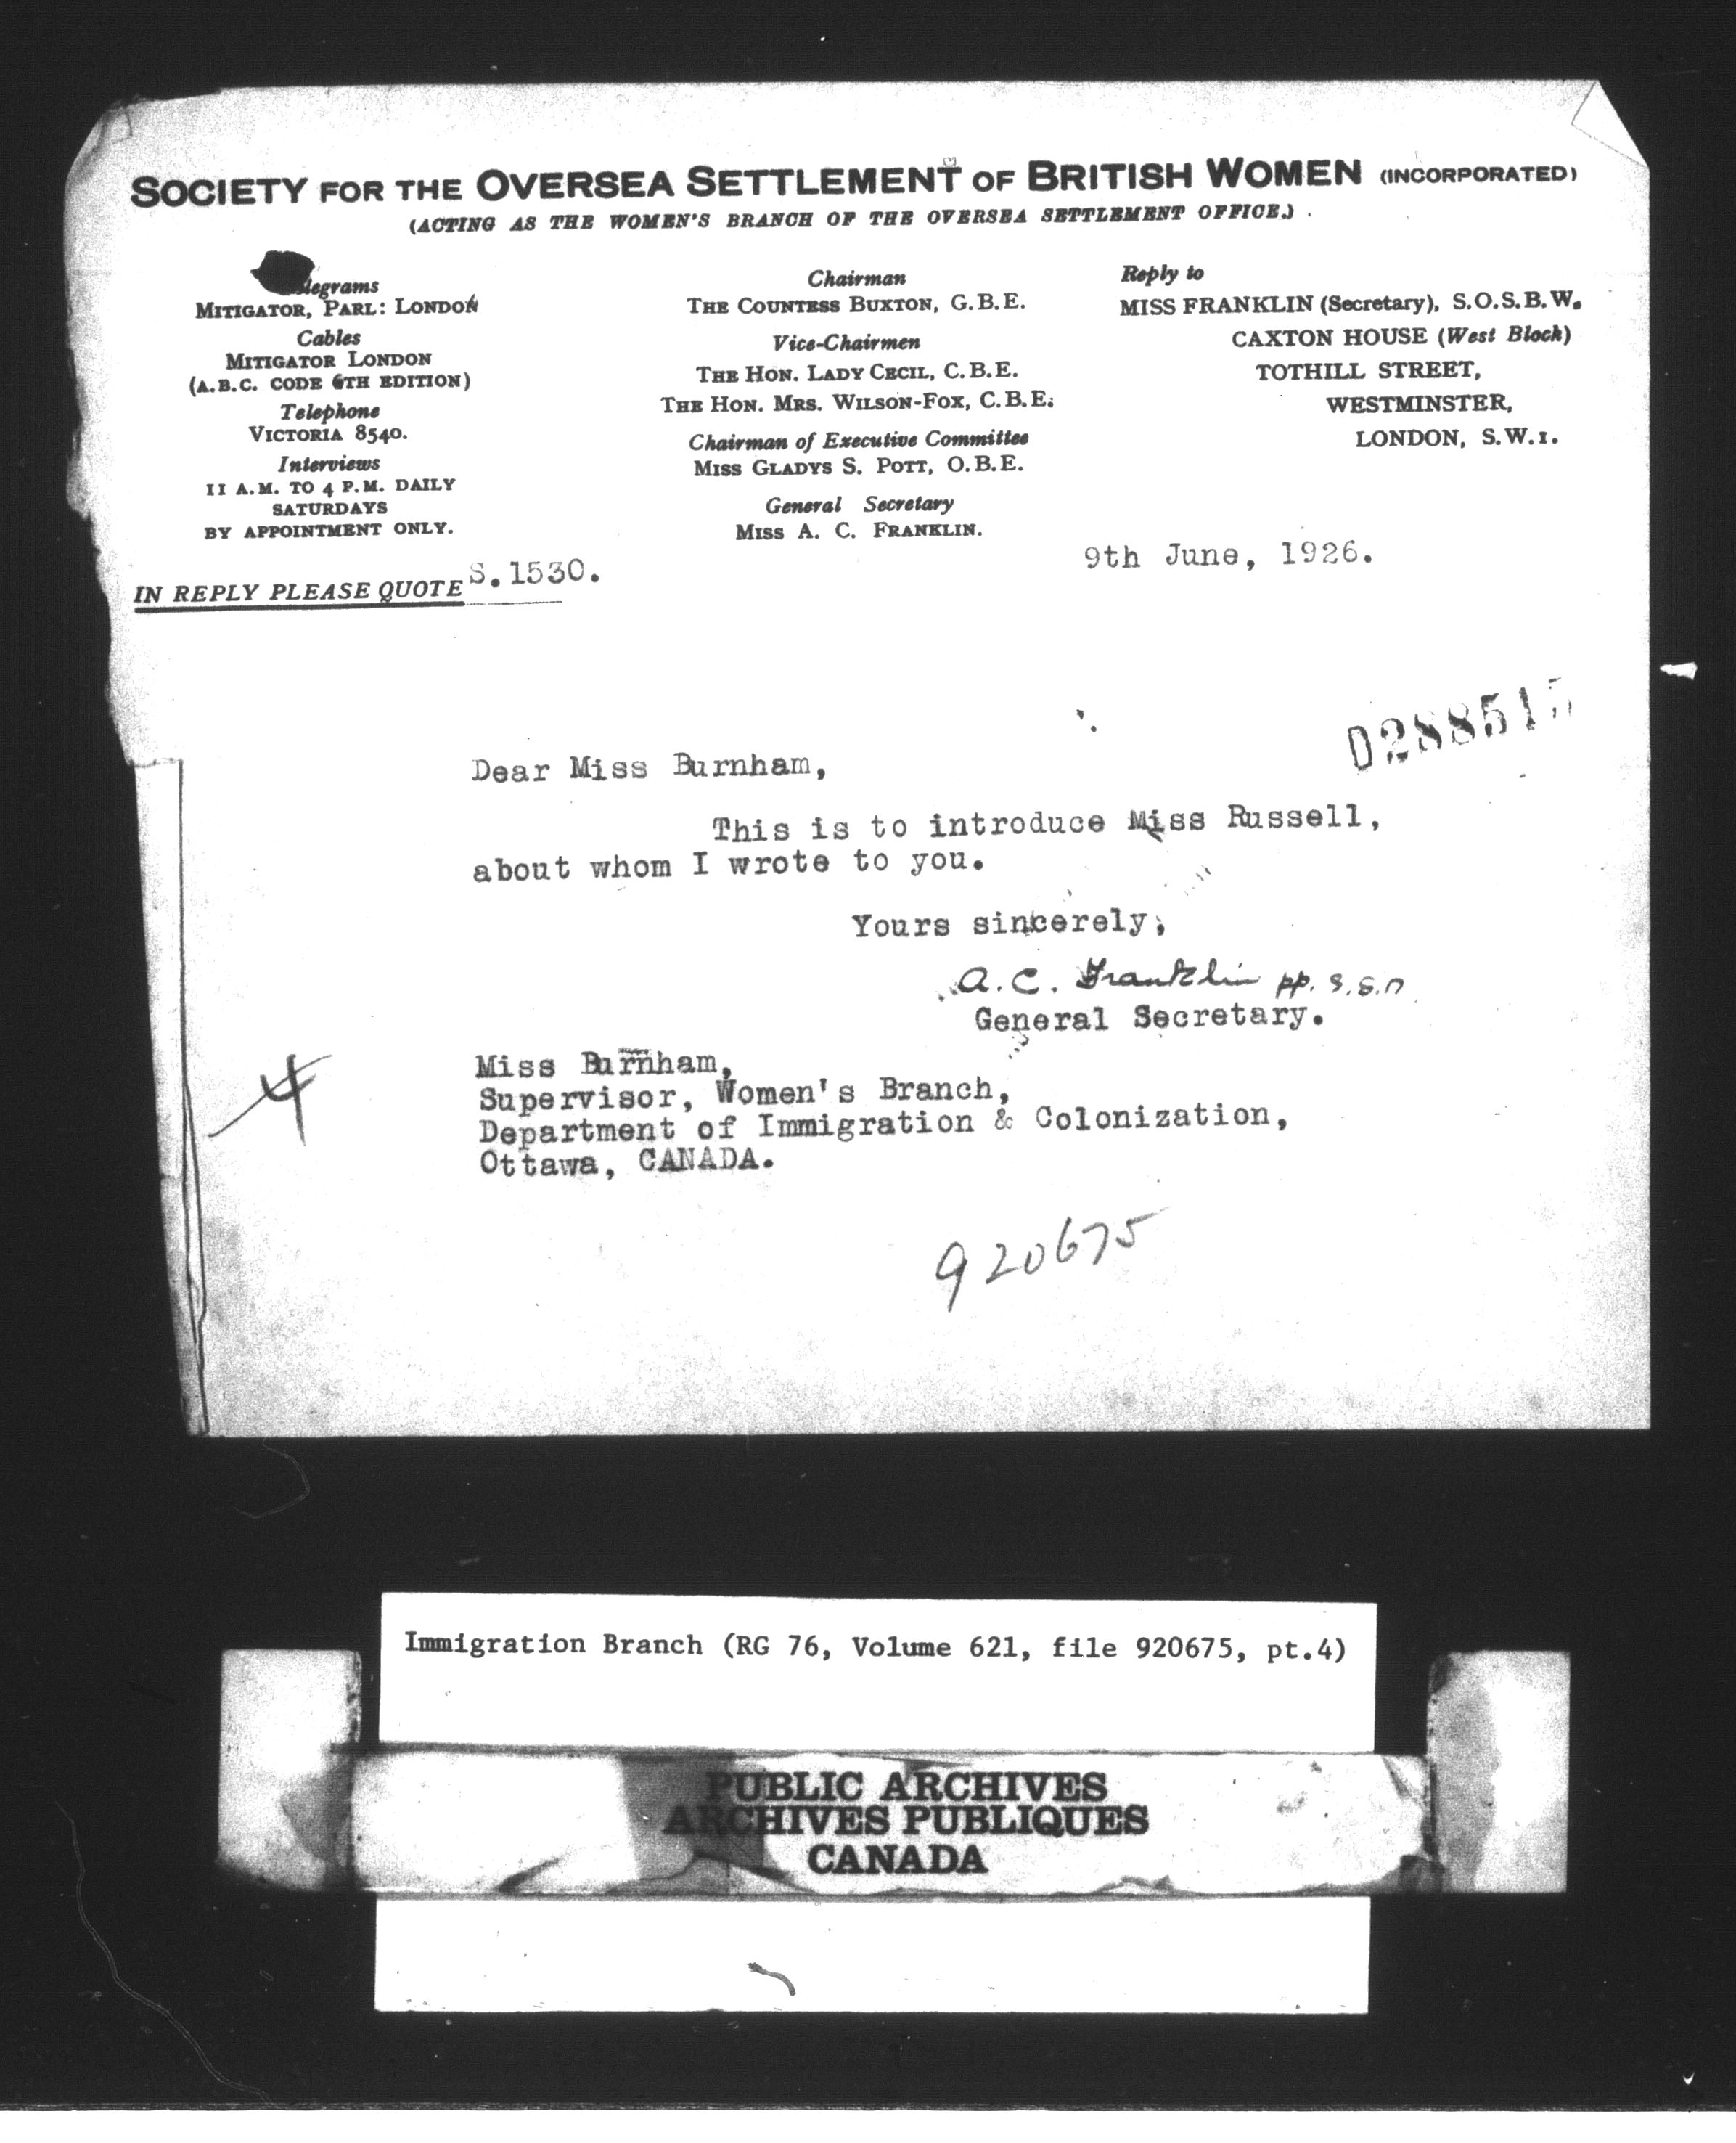 SOCIETY FOR THE OVERSEA SETTLEMENT OF BRITISH WOMEN (INCORPORATED)
(ACTING AS THE WOMEN'S BRANCH OF THE OVERSEA SETTLEMENT OFFICE.)
legrams
MITIGATOR, PARL: LONDON
Cables
MITIGATOR LONDON
(A.B.C. CODE 6TH EDITION)
Telephone
VICTORIA 8540.
Interviews
11 A.M. TO 4 P.M. DAILY
SATURDAYS
BY APPOINTMENT ONLY.
IN REPLY PLEASE QUOTE S.1530.
Chairman
THE COUNTESS BUXTON, G.B.E.
Vice-Chairmen
THE HON. LADY CECIL, C.B.E.
THE HON. MRS. WILSON-FOX, C.B.E.
Chairman of Executive Committee
MISS GLADYS S. POTT, O.B.E.
General Secretary
MISS A. C. FRANKLIN.
Reply to
MISS FRANKLIN (Secretary), S.O.S.B.W.
CAXTON HOUSE (West Block)
TOTHILL STREET,
WESTMINSTER,
LONDON, S.W.1.
9th June, 1926.
D288515
Dear Miss Burnham,
This is to introduce Miss Russell,
about whom I wrote to you.
Yours sincerely,
A.C. Franklin pp. S.S.n
General Secretary.
4
Miss Burnham,
Supervisor, Women's Branch,
Department of Immigration & Colonization,
Ottawa, CANADA.
920675
Immigration Branch (RG 76, Volume 621, file 920675, pt.4)
PUBLIC ARCHIVES
ARCHIVES PUBLIQUES
CANADA